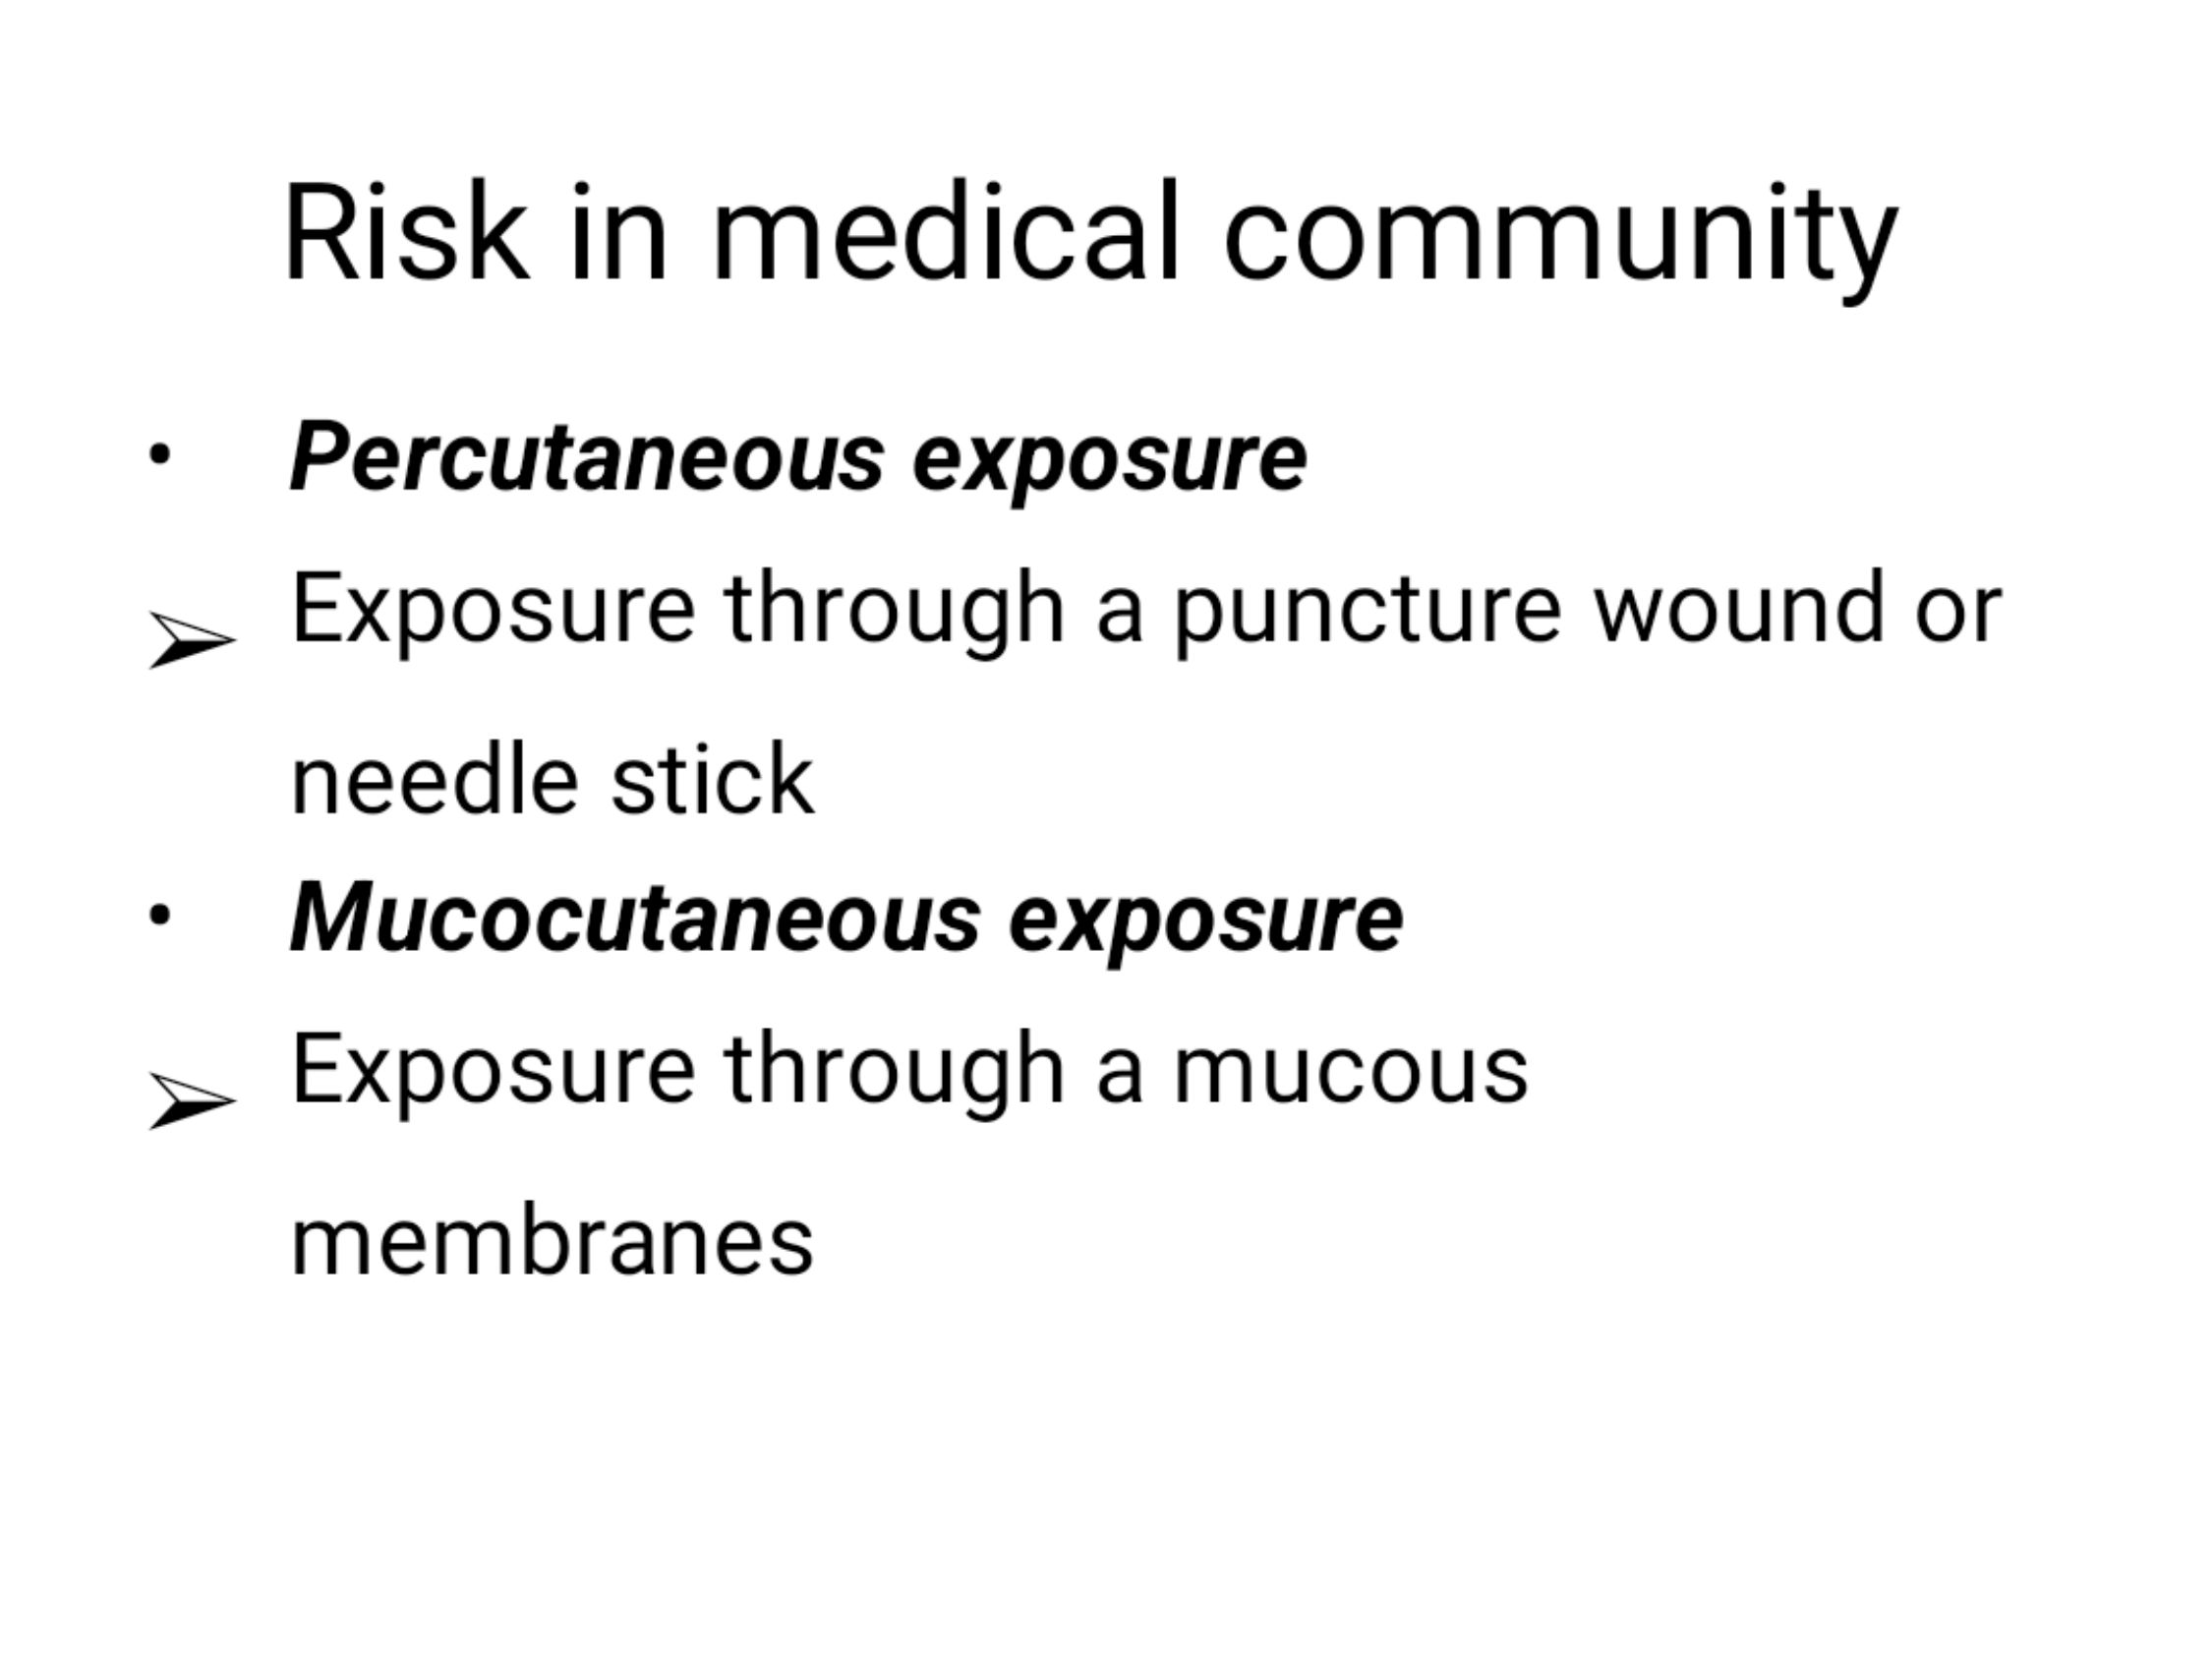 Risk in medical community
• Percutaneous exposure
➢ Exposure through a puncture wound or
needle stick
• Mucocutaneous exposure
➢ Exposure through a mucous
membranes